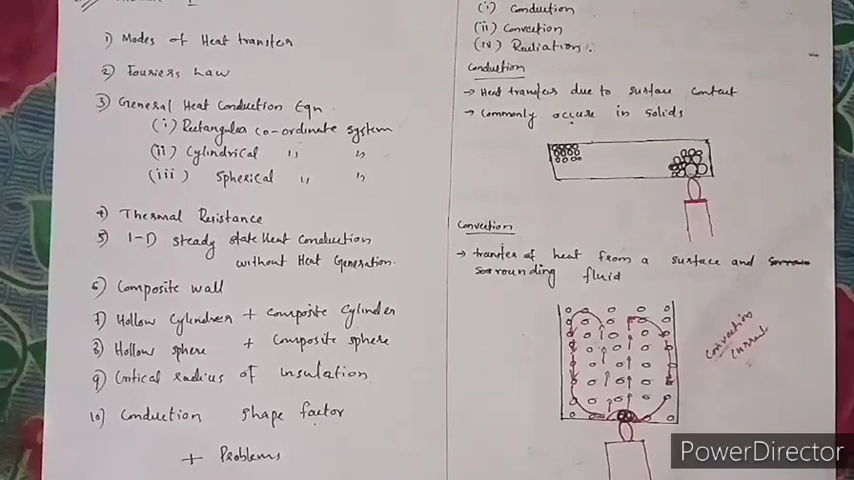 1) Modes of Heat transfer
2) Fouriers Law
3) General Heat Conduction Eqn
(i) Rectangular co-ordinate system
(ii) Cylindrical ,, ,,
(iii) Spherical ,, ,,
4) Thermal Resistance
5) 1-D steady state Heat Conduction
without Heat Generation.
6) Composite wall
7) Hollow Cylinder + Composite Cylinder
8) Hollow sphere + Composite sphere
9) Critical radius of insulation
10) Conduction shape factor
+ Problems
(i) Conduction
(ii) Convection
(iv) Radiation.
Conduction
→ Heat transfer due to surface contact
→ Commonly occure in Solids
Convection
→ transfer of heat from a surface and
sorrounding fluid
Convection
current
PowerDirector